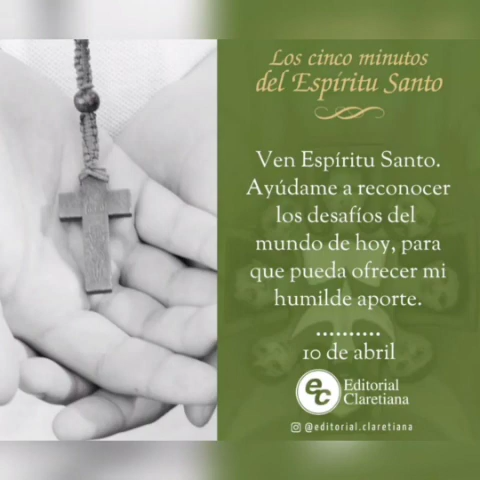 Los cinco minutos
del Espíritu Santo
Ven Espíritu Santo.
Ayúdame a reconocer
los desafíos del
mundo de hoy, para
que pueda ofrecer mi
humilde aporte.
..........
10 de abril
ec Editorial
Claretiana
@editorial.claretiana